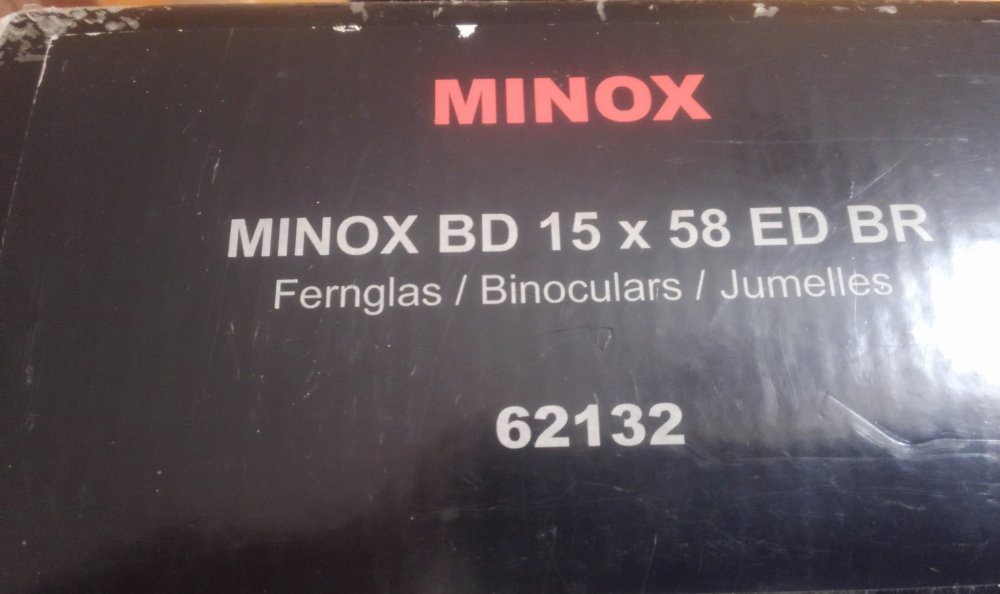 MINOX
MINOX BD 15 x 58 ED BR
Fernglas / Binoculars / Jumelles
62132